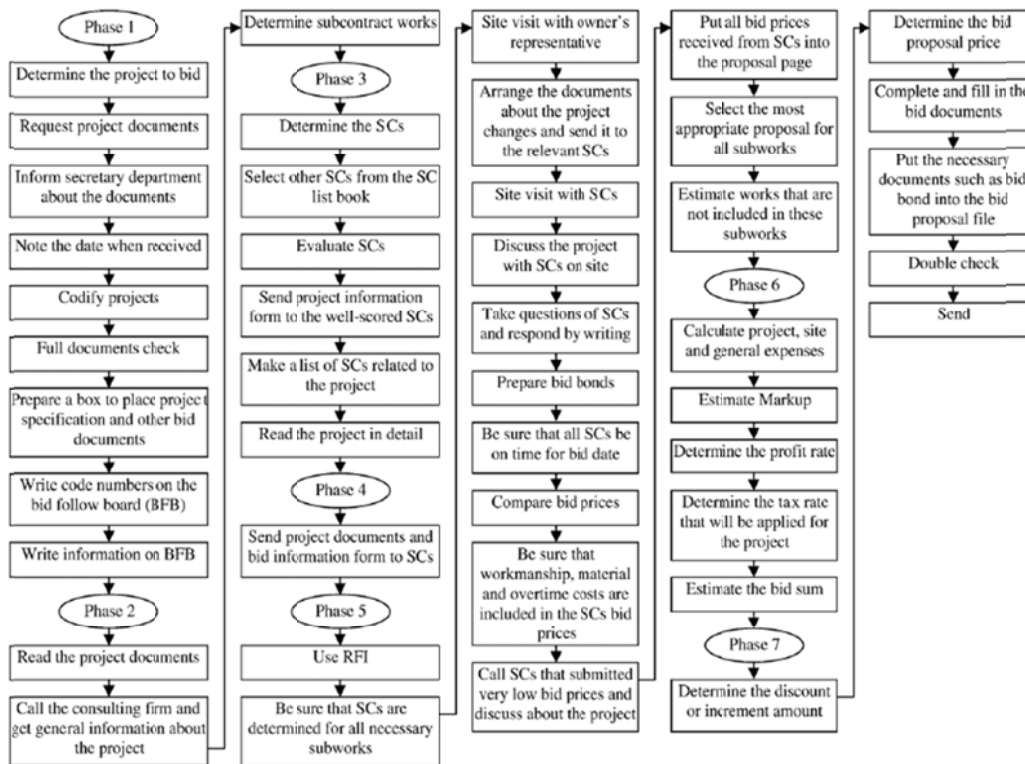 Phase 1
Determine the project to bid
Request project documents
Inform secretary department
about the documents
Note the date when received
Codify projects
Full documents check
Prepare a box to place project
specification and other bid
documents
Write code numbers on the
bid follow board (BFB)
Write information on BFB
Phase 2
Read the project documents
Call the consulting firm and
get general information about
the project
Determine subcontract works
Phase 3
Determine the SCs
Select other SCs from the SC
list book
Evaluate SCs
Send project information
form to the well-scored SCs
Make a list of SCs related to
the project
Read the project in detail
Phase 4
Send project documents and
bid information form to SCs
Phase 5
Use RFI
Be sure that SCs are
determined for all necessary
subworks
Site visit with owner's
representative
Arrange the documents
about the project
changes and send it to
the relevant SCs
Site visit with SCs
Discuss the project
with SCs on site
Take questions of SCs
and respond by writing
Prepare bid bonds
Be sure that all SCs be
on time for bid date
Compare bid prices
Be sure that
workmanship, material
and overtime costs are
included in the SCs bid
prices
Call SCs that submitted
very low bid prices and
discuss about the project
Put all bid prices
received from SCs into
the proposal page
Select the most
appropriate proposal for
all subworks
Estimate works that are
not included in these
subworks
Phase 6
Calculate project, site
and general expenses
Estimate Markup
Determine the profit rate
Determine the tax rate
that will be applied for
the project
Estimate the bid sum
Phase 7
Determine the discount
or increment amount
Determine the bid
proposal price
Complete and fill in the
bid documents
Put the necessary
documents such as bid
bond into the bid
proposal file
Double check
Send